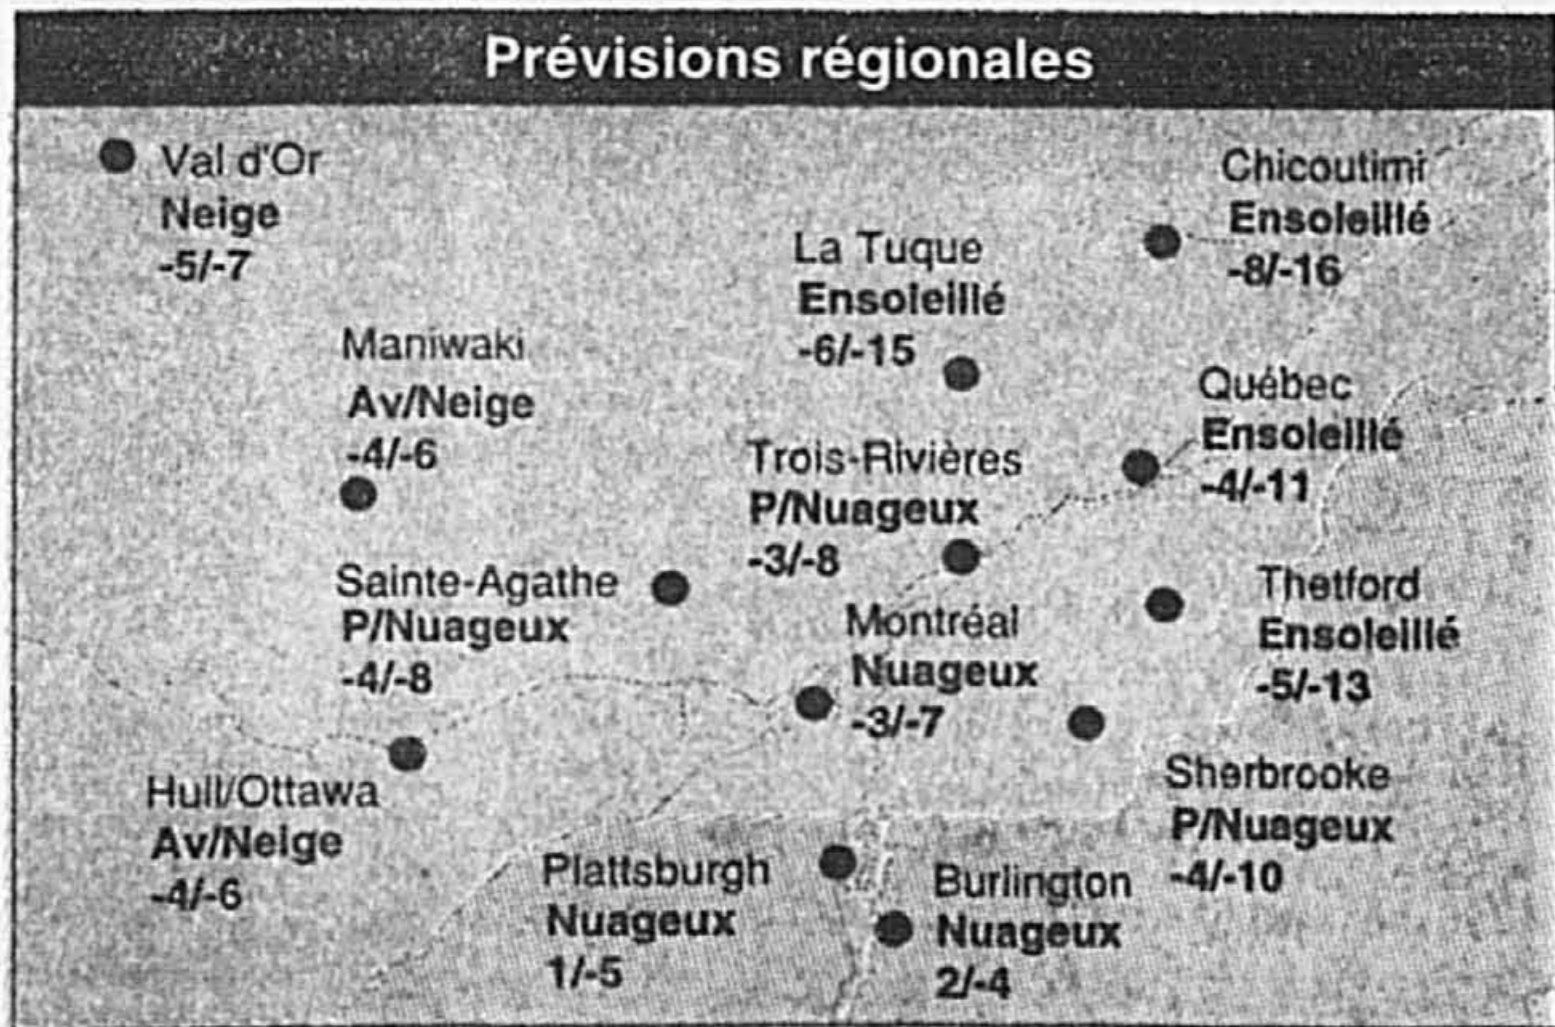 Prévisions régionales
Val d'Or
Neige
-5/-7
Chicoutimi
Ensoleillé
-8/-16
La Tuque
Ensoleillé
-6/-15
Maniwaki
Av/Neige
-4/-6
Québec
Ensoleillé
-4/-11
Trois-Rivières
P/Nuageux
-3/-8
Sainte-Agathe
P/Nuageux
-4/-8
Thetford
Ensoleillé
-5/-13
Montréal
Nuageux
-3/-7
Hull/Ottawa
Av/Neige
-4/-6
Sherbrooke
P/Nuageux
-4/-10
Plattsburgh
Nuageux
1/-5
Burlington
Nuageux
2/-4